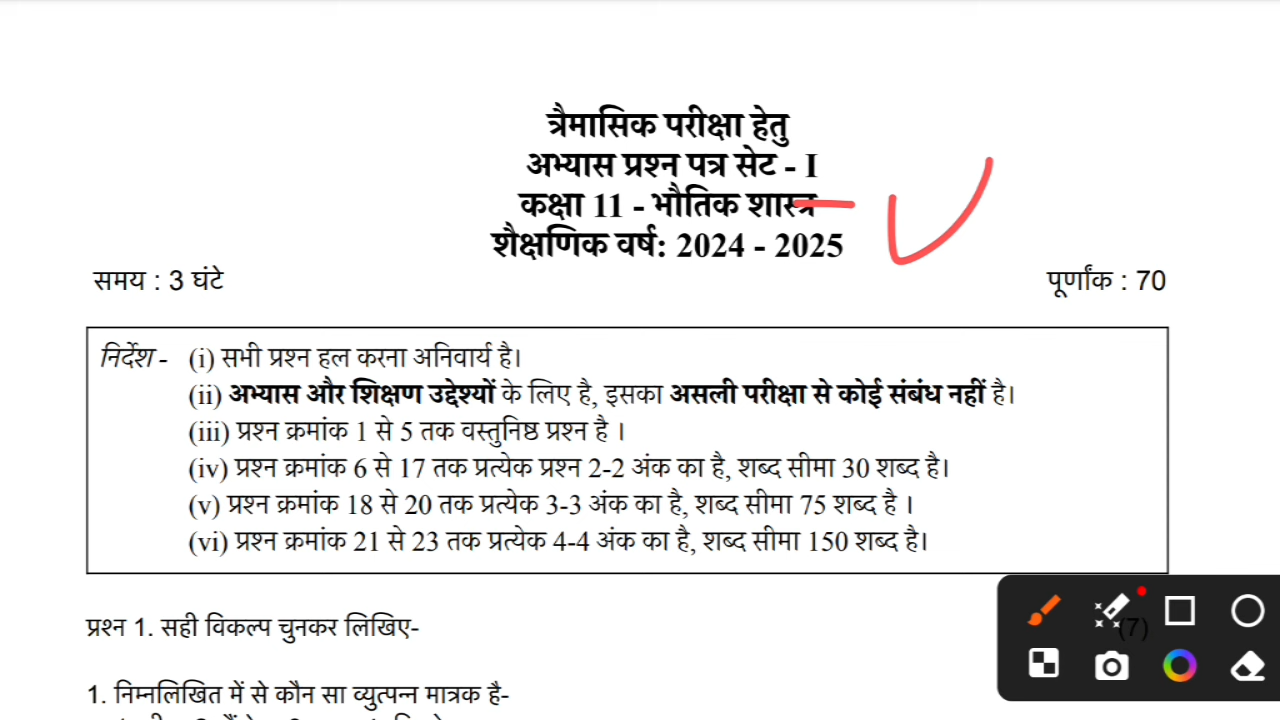 त्रैमासिक परीक्षा हेतु
अभ्यास प्रश्न पत्र सेट - I
कक्षा 11 - भौतिक शास्त्र
शैक्षणिक वर्ष: 2024 - 2025
समय : 3 घंटे पूर्णांक : 70
निर्देश - (i) सभी प्रश्न हल करना अनिवार्य है।
(ii) अभ्यास और शिक्षण उद्देश्यों के लिए है, इसका असली परीक्षा से कोई संबंध नहीं है।
(iii) प्रश्न क्रमांक 1 से 5 तक वस्तुनिष्ठ प्रश्न है ।
(iv) प्रश्न क्रमांक 6 से 17 तक प्रत्येक प्रश्न 2-2 अंक का है, शब्द सीमा 30 शब्द है।
(v) प्रश्न क्रमांक 18 से 20 तक प्रत्येक 3-3 अंक का है, शब्द सीमा 75 शब्द है ।
(vi) प्रश्न क्रमांक 21 से 23 तक प्रत्येक 4-4 अंक का है, शब्द सीमा 150 शब्द है।
प्रश्न 1. सही विकल्प चुनकर लिखिए- (7)
1. निम्नलिखित में से कौन सा व्युत्पन्न मात्रक है-